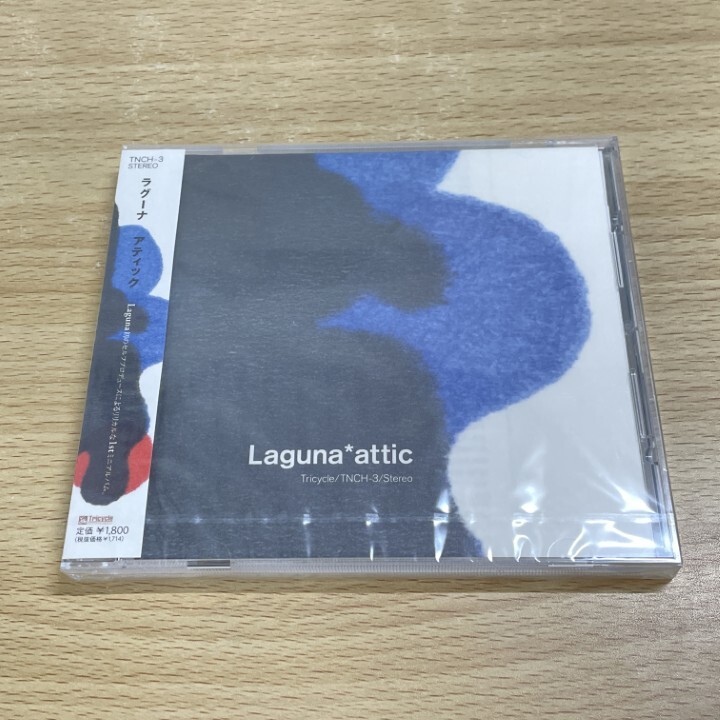 TNCH-3
STEREO
ラグーナ アティック
Tricycle
定価 ¥1,800
(税抜価格¥1,714)
Laguna*attic
Tricycle/TNCH-3/Stereo